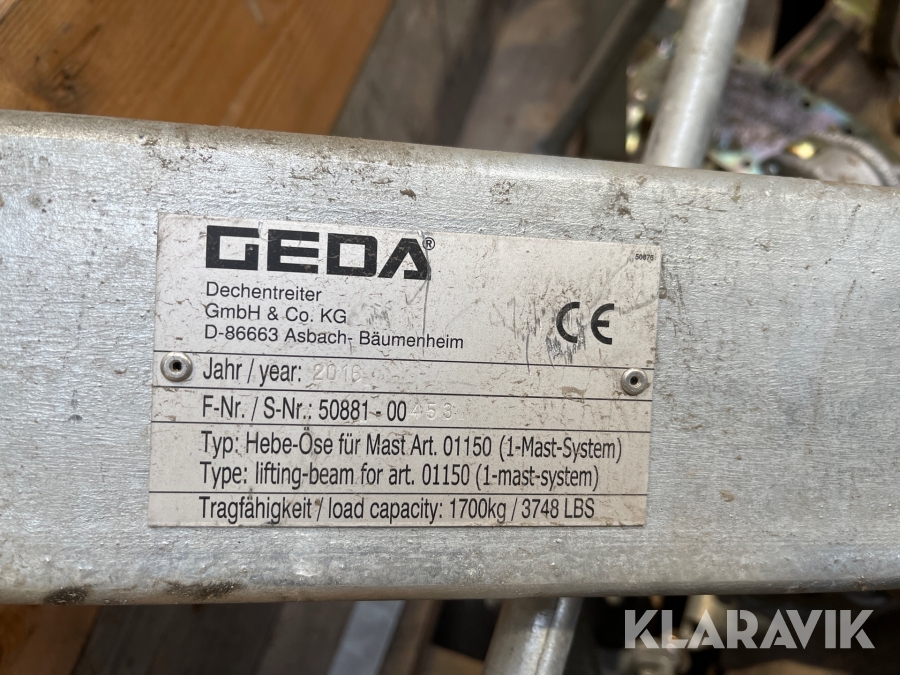 GEDA®
50876
Dechentreiter
GmbH & Co. KG
D-86663 Asbach- Bäumenheim
CE
Jahr / year: 2016
F-Nr. / S-Nr.: 50881 - 00453
Typ: Hebe-Öse für Mast Art. 01150 (1-Mast-System)
Type: lifting-beam for art. 01150 (1-mast-system)
Tragfähigkeit / load capacity: 1700kg / 3748 LBS
KLARAVIK